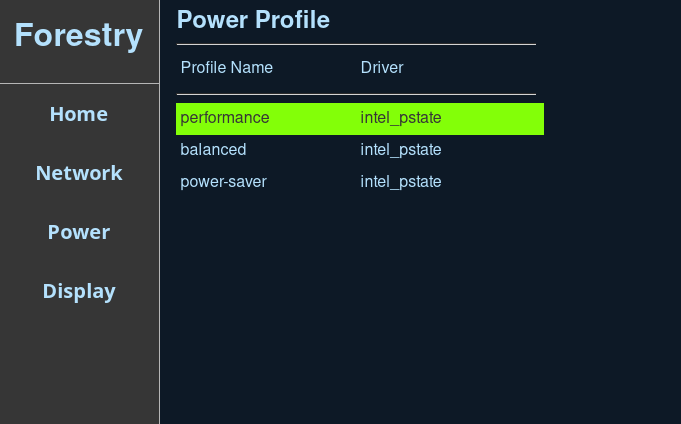 Forestry
Home
Network
Power
Display
Power Profile
Profile Name Driver
performance intel_pstate
balanced intel_pstate
power-saver intel_pstate